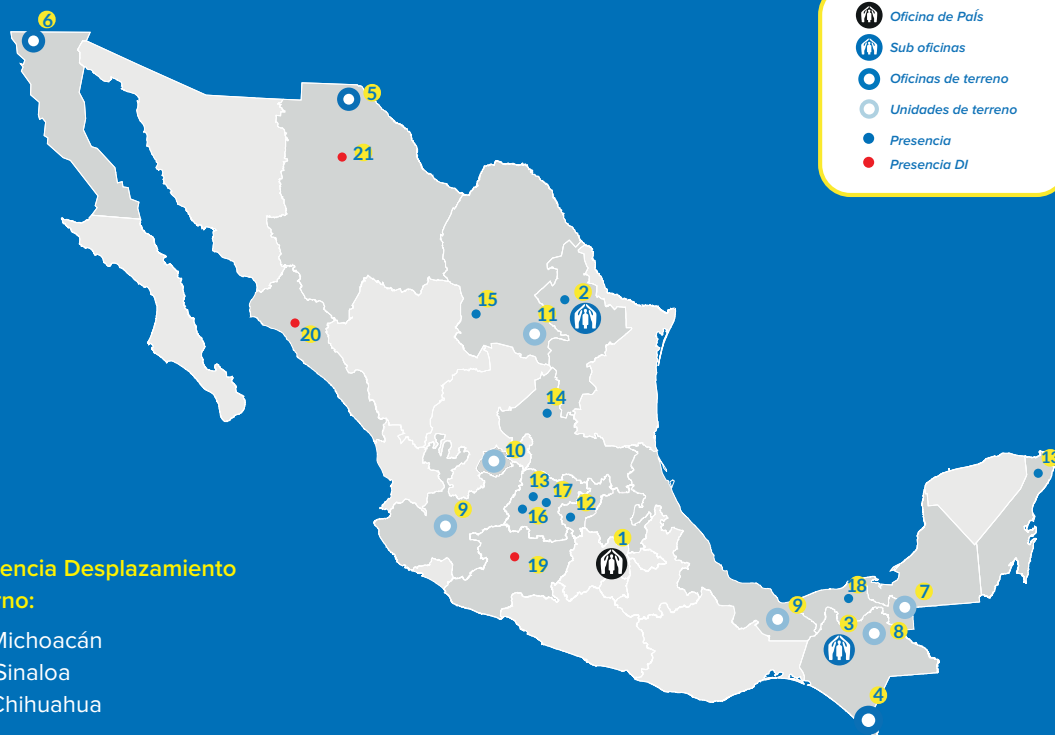 6
5
21
2
15
11
20
14
10
13
17
12
16
9
1
19
13
18
7
9
3
8
4
Oficina de País
Sub oficinas
Oficinas de terreno
Unidades de terreno
Presencia
Presencia DI
encia Desplazamiento
rno:
Michoacán
Sinaloa
Chihuahua